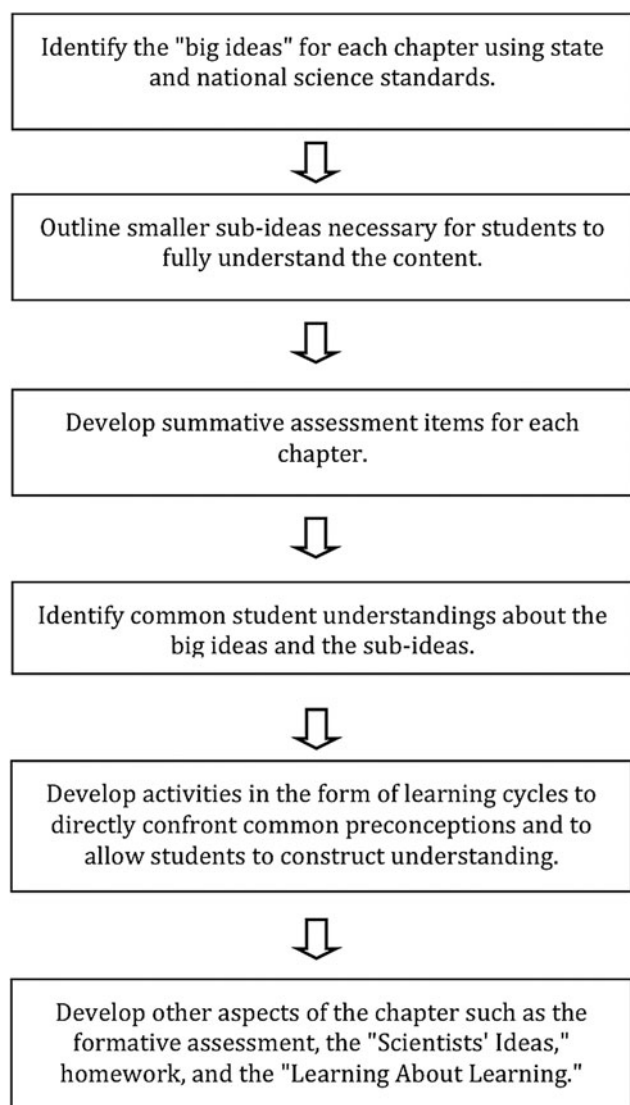 Identify the "big ideas" for each chapter using state
and national science standards.
Outline smaller sub-ideas necessary for students to
fully understand the content.
Develop summative assessment items for each
chapter.
Identify common student understandings about the
big ideas and the sub-ideas.
Develop activities in the form of learning cycles to
directly confront common preconceptions and to
allow students to construct understanding.
Develop other aspects of the chapter such as the
formative assessment, the "Scientists' Ideas,"
homework, and the "Learning About Learning."